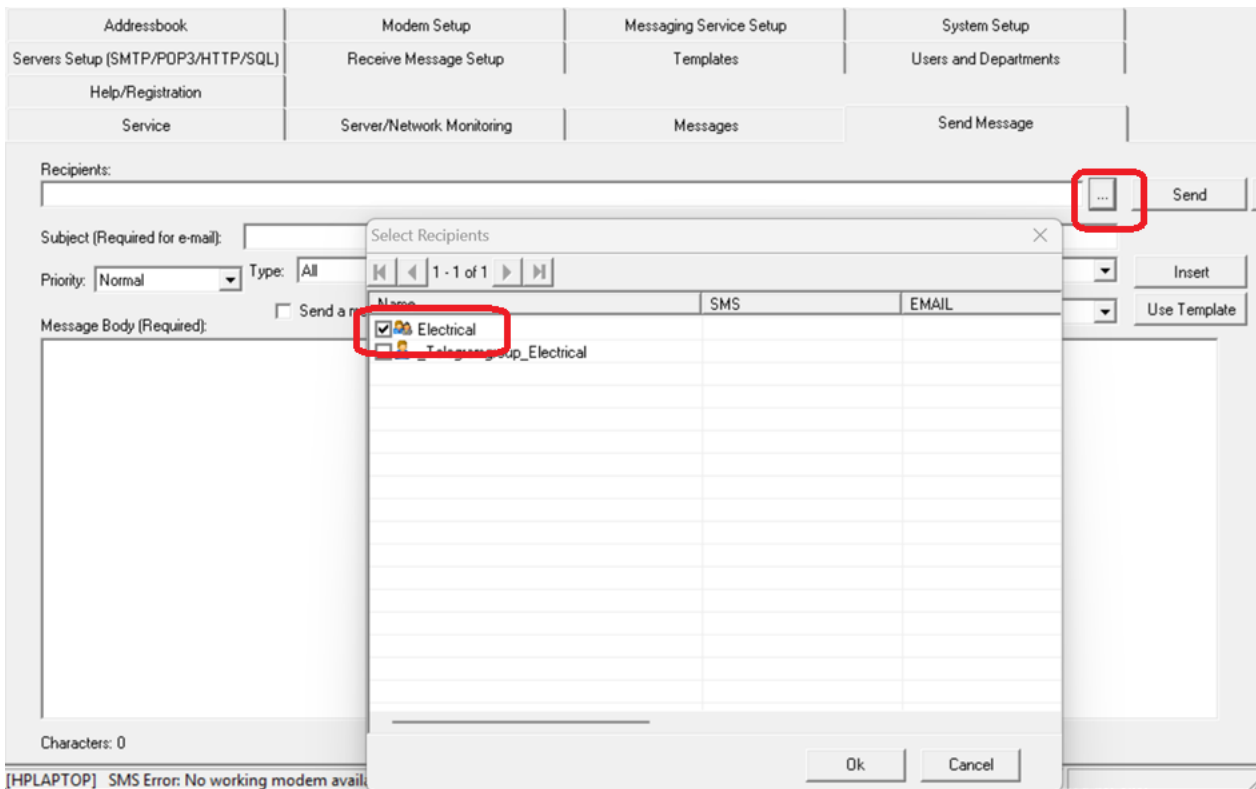 Addressbook Modem Setup Messaging Service Setup System Setup
Servers Setup (SMTP/POP3/HTTP/SQL) Receive Message Setup Templates Users and Departments
Help/Registration
Service Server/Network Monitoring Messages Send Message
Recipients:
... Send
Subject (Required for e-mail):
Priority: Normal Type: All Insert
Send a Use Template
Message Body (Required):
Select Recipients
1 - 1 of 1
Name SMS EMAIL
Electrical
_Telegramgroup_Electrical
Ok Cancel
Characters: 0
[HPLAPTOP] SMS Error: No working modem